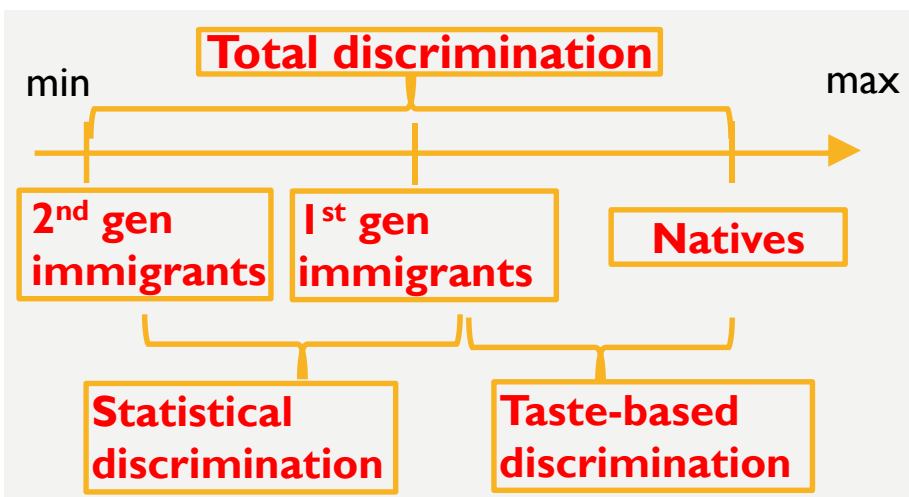 Total discrimination
min
max
2nd gen
immigrants
1st gen
immigrants
Natives
Statistical
discrimination
Taste-based
discrimination